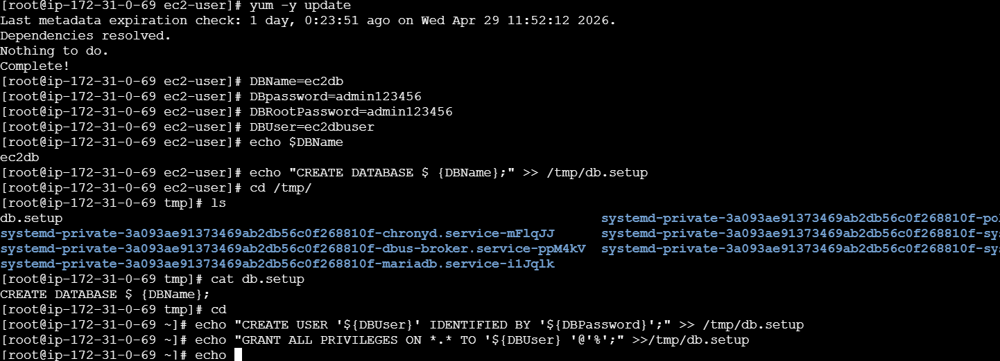 [root@ip-172-31-0-69 ec2-user]# yum -y update
Last metadata expiration check: 1 day, 0:23:51 ago on Wed Apr 29 11:52:12 2026.
Dependencies resolved.
Nothing to do.
Complete!
[root@ip-172-31-0-69 ec2-user]# DBName=ec2db
[root@ip-172-31-0-69 ec2-user]# DBpassword=admin123456
[root@ip-172-31-0-69 ec2-user]# DBRootPassword=admin123456
[root@ip-172-31-0-69 ec2-user]# DBUser=ec2dbuser
[root@ip-172-31-0-69 ec2-user]# echo $DBName
ec2db
[root@ip-172-31-0-69 ec2-user]# echo "CREATE DATABASE $ {DBName};" >> /tmp/db.setup
[root@ip-172-31-0-69 ec2-user]# cd /tmp/
[root@ip-172-31-0-69 tmp]# ls
db.setup systemd-private-3a093ae91373469ab2db56c0f268810f-po
systemd-private-3a093ae91373469ab2db56c0f268810f-chronyd.service-mFlqJJ systemd-private-3a093ae91373469ab2db56c0f268810f-sy
systemd-private-3a093ae91373469ab2db56c0f268810f-dbus-broker.service-ppM4kV systemd-private-3a093ae91373469ab2db56c0f268810f-sy
systemd-private-3a093ae91373469ab2db56c0f268810f-mariadb.service-i1Jqlk
[root@ip-172-31-0-69 tmp]# cat db.setup
CREATE DATABASE $ {DBName};
[root@ip-172-31-0-69 tmp]# cd
[root@ip-172-31-0-69 ~]# echo "CREATE USER '${DBUser}' IDENTIFIED BY '${DBPassword}';" >> /tmp/db.setup
[root@ip-172-31-0-69 ~]# echo "GRANT ALL PRIVILEGES ON *.* TO '${DBUser} '@'%';" >>/tmp/db.setup
[root@ip-172-31-0-69 ~]# echo